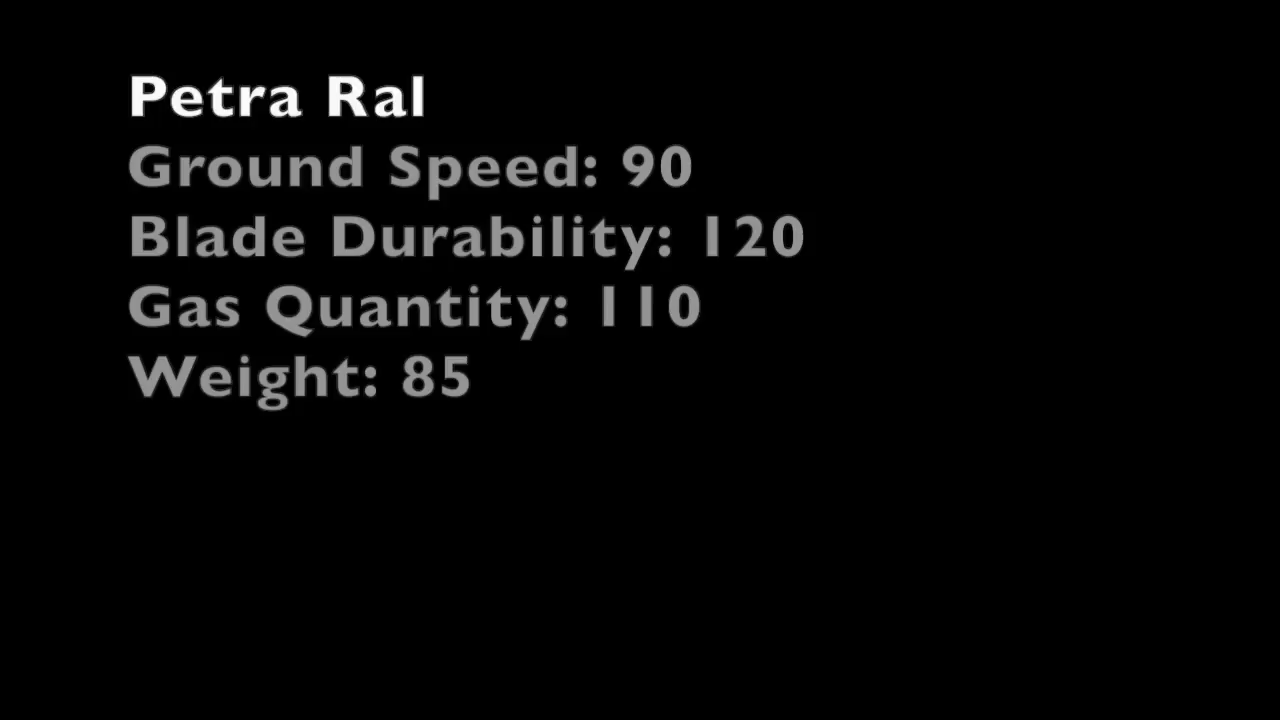 Petra Ral
Ground Speed: 90
Blade Durability: 120
Gas Quantity: 110
Weight: 85